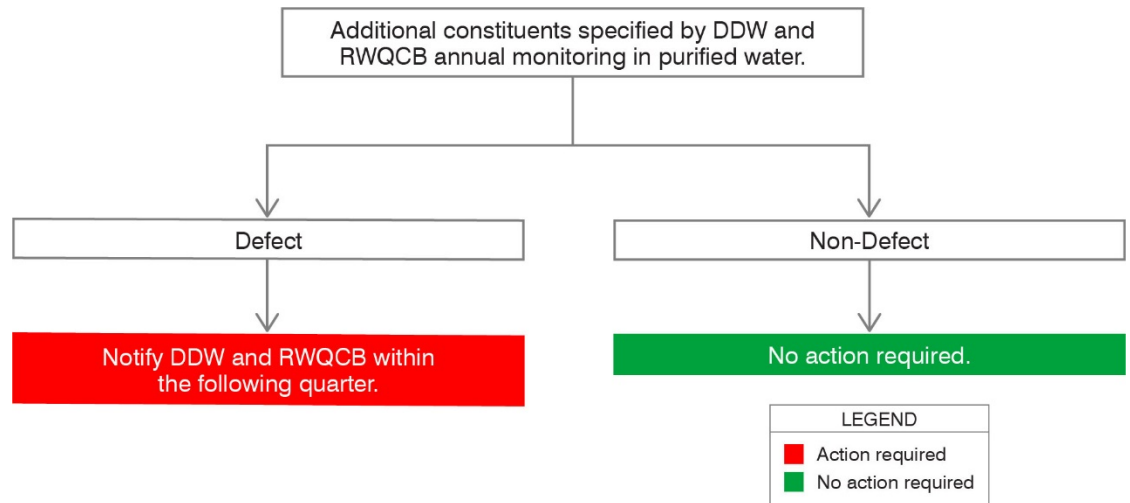 Additional constituents specified by DDW and
RWQCB annual monitoring in purified water.
Defect
Non-Defect
Notify DDW and RWQCB within
the following quarter.
No action required.
LEGEND
Action required
No action required